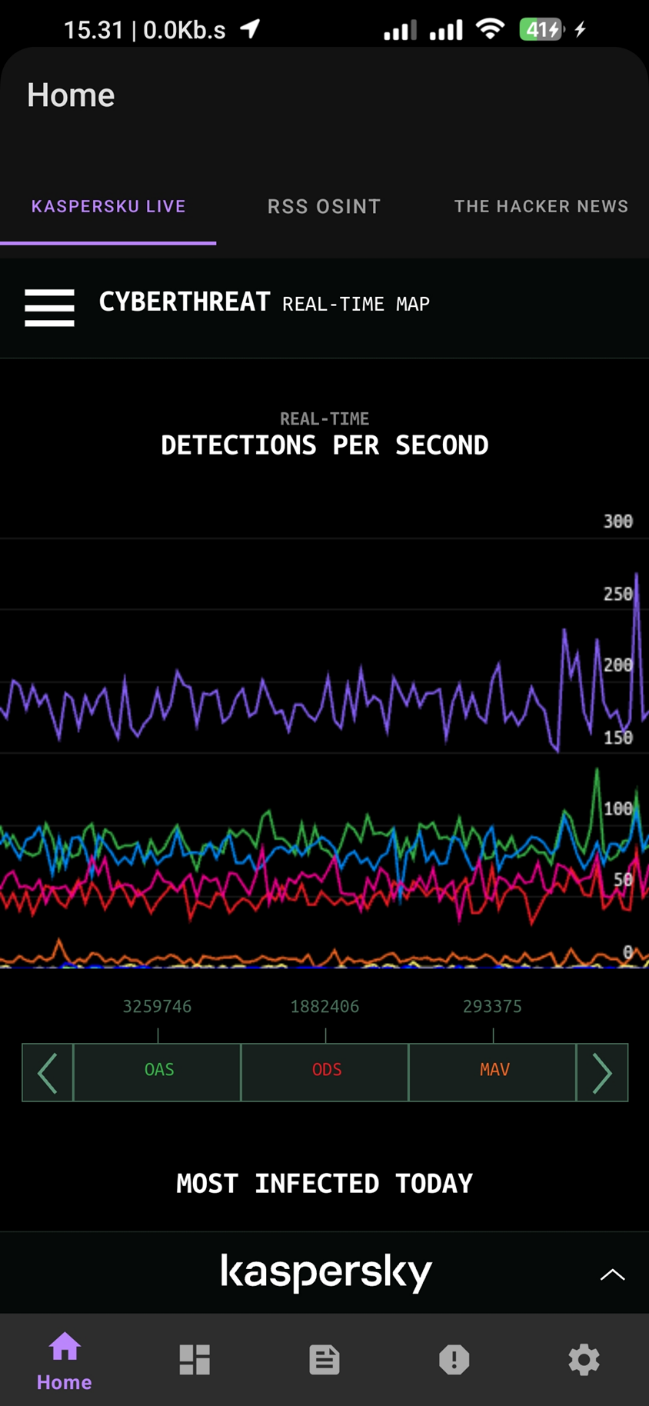 15.31 | 0.0Kb.s 41
Home
KASPERSKU LIVE RSS OSINT THE HACKER NEWS
CYBERTHREAT REAL-TIME MAP
REAL-TIME
DETECTIONS PER SECOND
300
250
200
150
100
50
0
3259746 1882406 293375
OAS ODS MAV
MOST INFECTED TODAY
kaspersky
Home